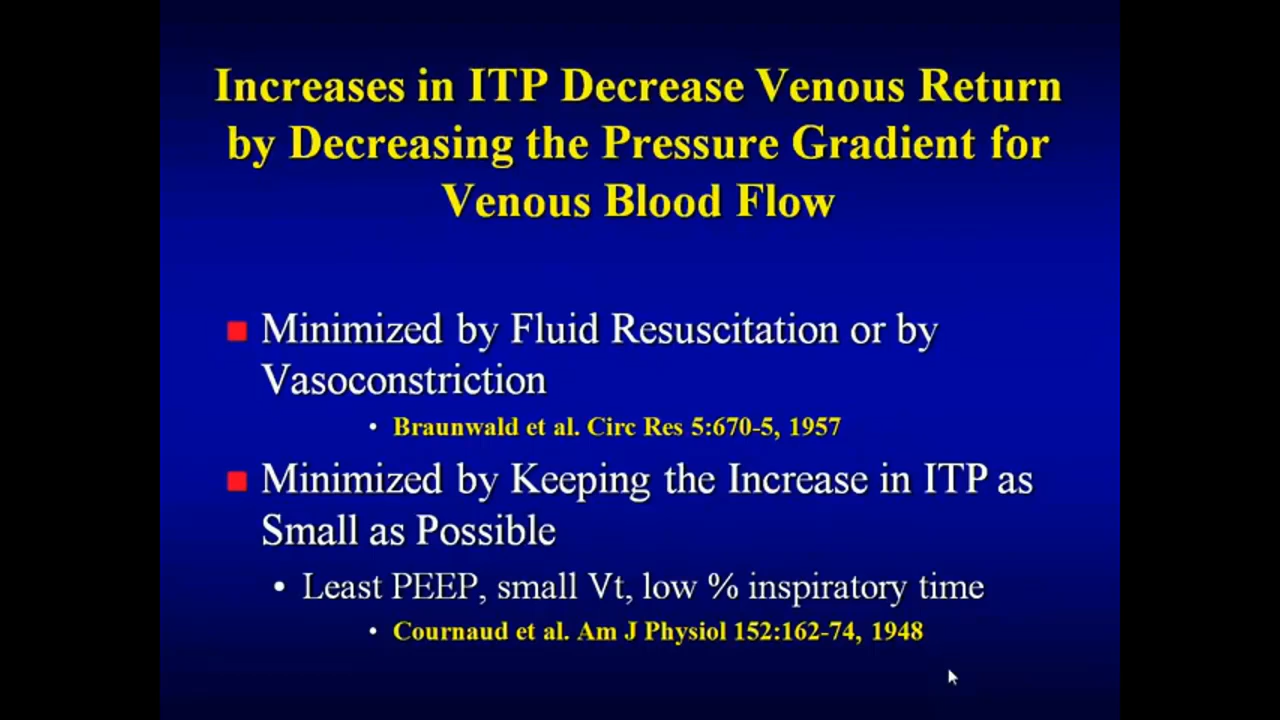 Increases in ITP Decrease Venous Return
by Decreasing the Pressure Gradient for
Venous Blood Flow
Minimized by Fluid Resuscitation or by
Vasoconstriction
• Braunwald et al. Circ Res 5:670-5, 1957
Minimized by Keeping the Increase in ITP as
Small as Possible
• Least PEEP, small Vt, low % inspiratory time
• Cournaud et al. Am J Physiol 152:162-74, 1948